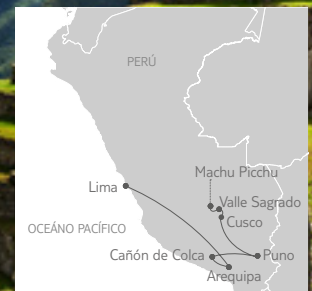 PERÚ
Machu Picchu
Lima
Valle Sagrado
Cusco
OCEÁNO PACÍFICO
Cañón de Colca
Puno
Arequipa